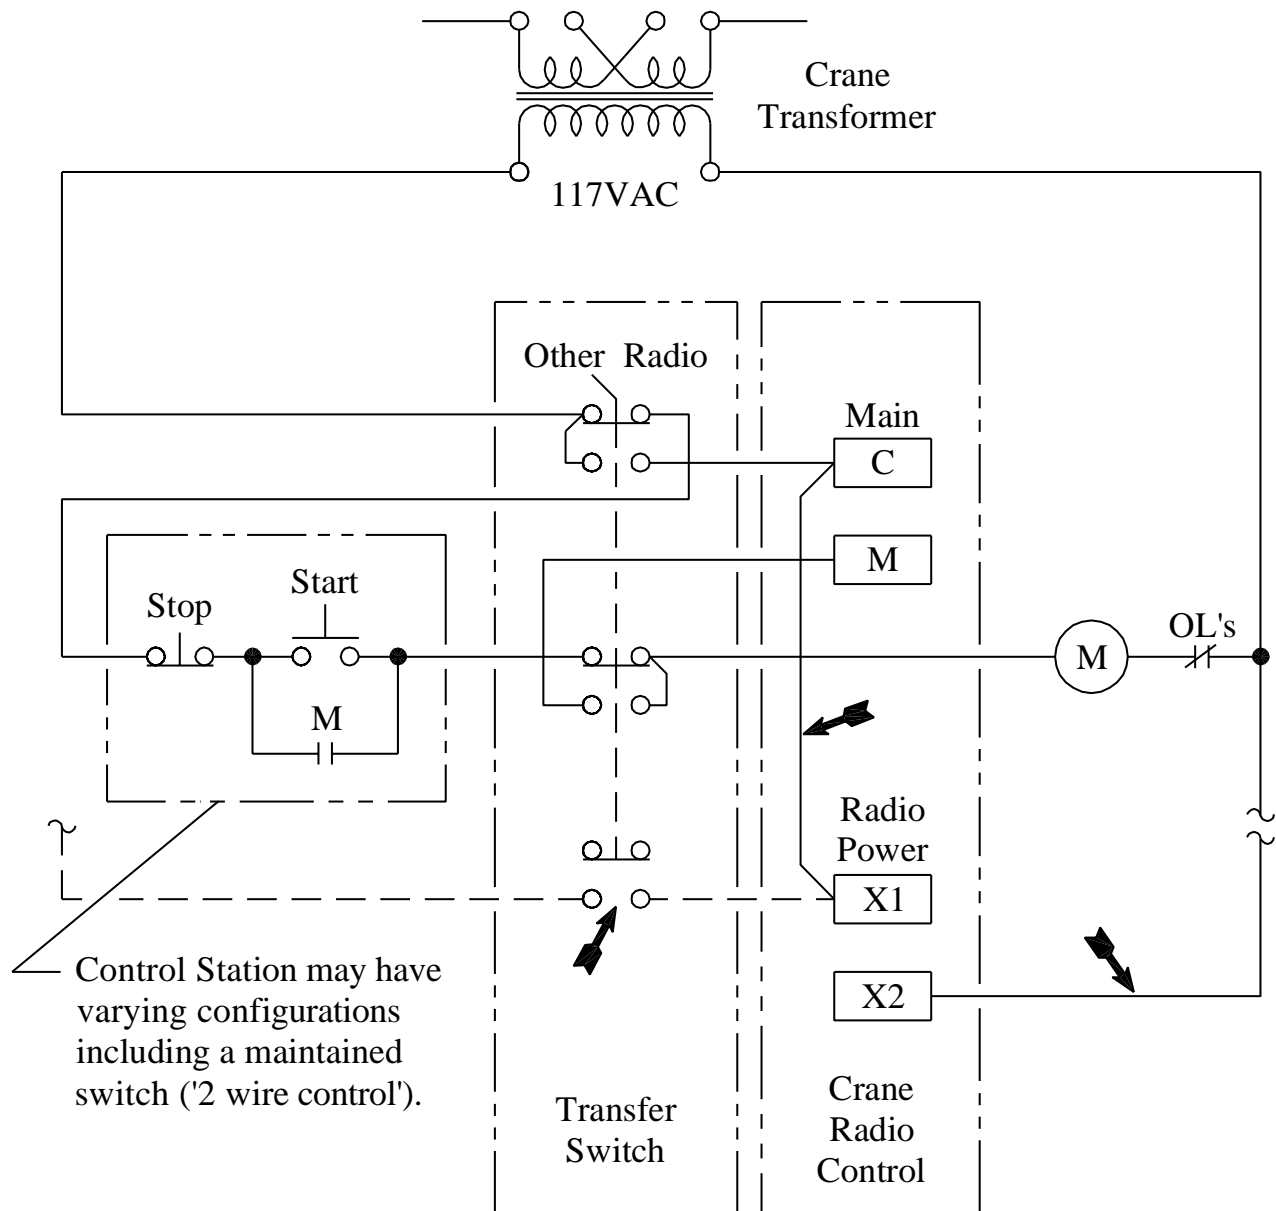 Crane
Transformer
117VAC
Other Radio
Main
C
M
Start
Stop
M
OL's
M
Radio
Power
X1
X2
Control Station may have
varying configurations
including a maintained
switch ('2 wire control').
Transfer
Switch
Crane
Radio
Control